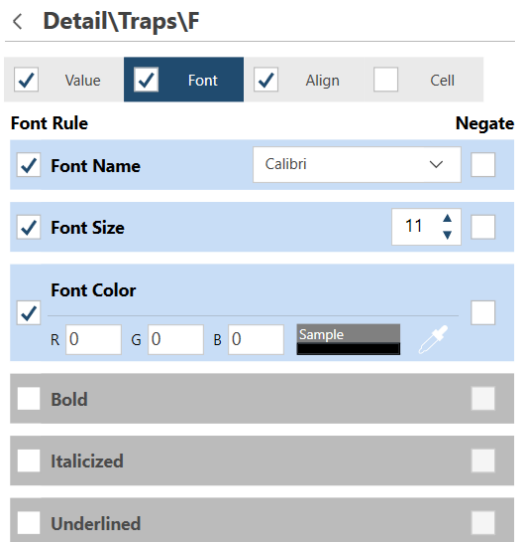 Detail\Traps\F
Value Font Align Cell
Font Rule Negate
Font Name Calibri
Font Size 11
Font Color
R 0 G 0 B 0 Sample
Bold
Italicized
Underlined